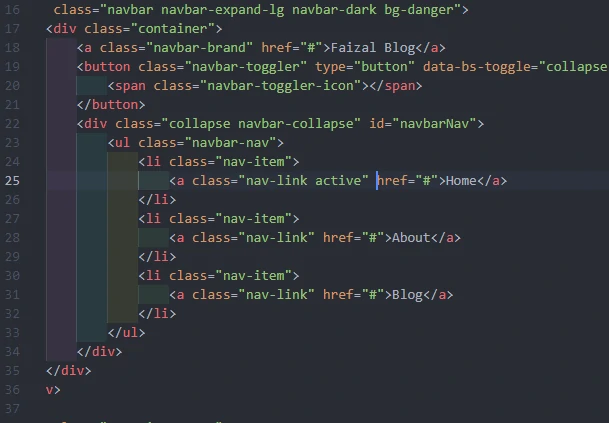 16 class="navbar navbar-expand-lg navbar-dark bg-danger">
17 <div class="container">
18 <a class="navbar-brand" href="#">Faizal Blog</a>
19 <button class="navbar-toggler" type="button" data-bs-toggle="collapse
20 <span class="navbar-toggler-icon"></span>
21 </button>
22 <div class="collapse navbar-collapse" id="navbarNav">
23 <ul class="navbar-nav">
24 <li class="nav-item">
25 <a class="nav-link active" href="#">Home</a>
26 </li>
27 <li class="nav-item">
28 <a class="nav-link" href="#">About</a>
29 </li>
30 <li class="nav-item">
31 <a class="nav-link" href="#">Blog</a>
32 </li>
33 </ul>
34 </div>
35 </div>
36 v>
37